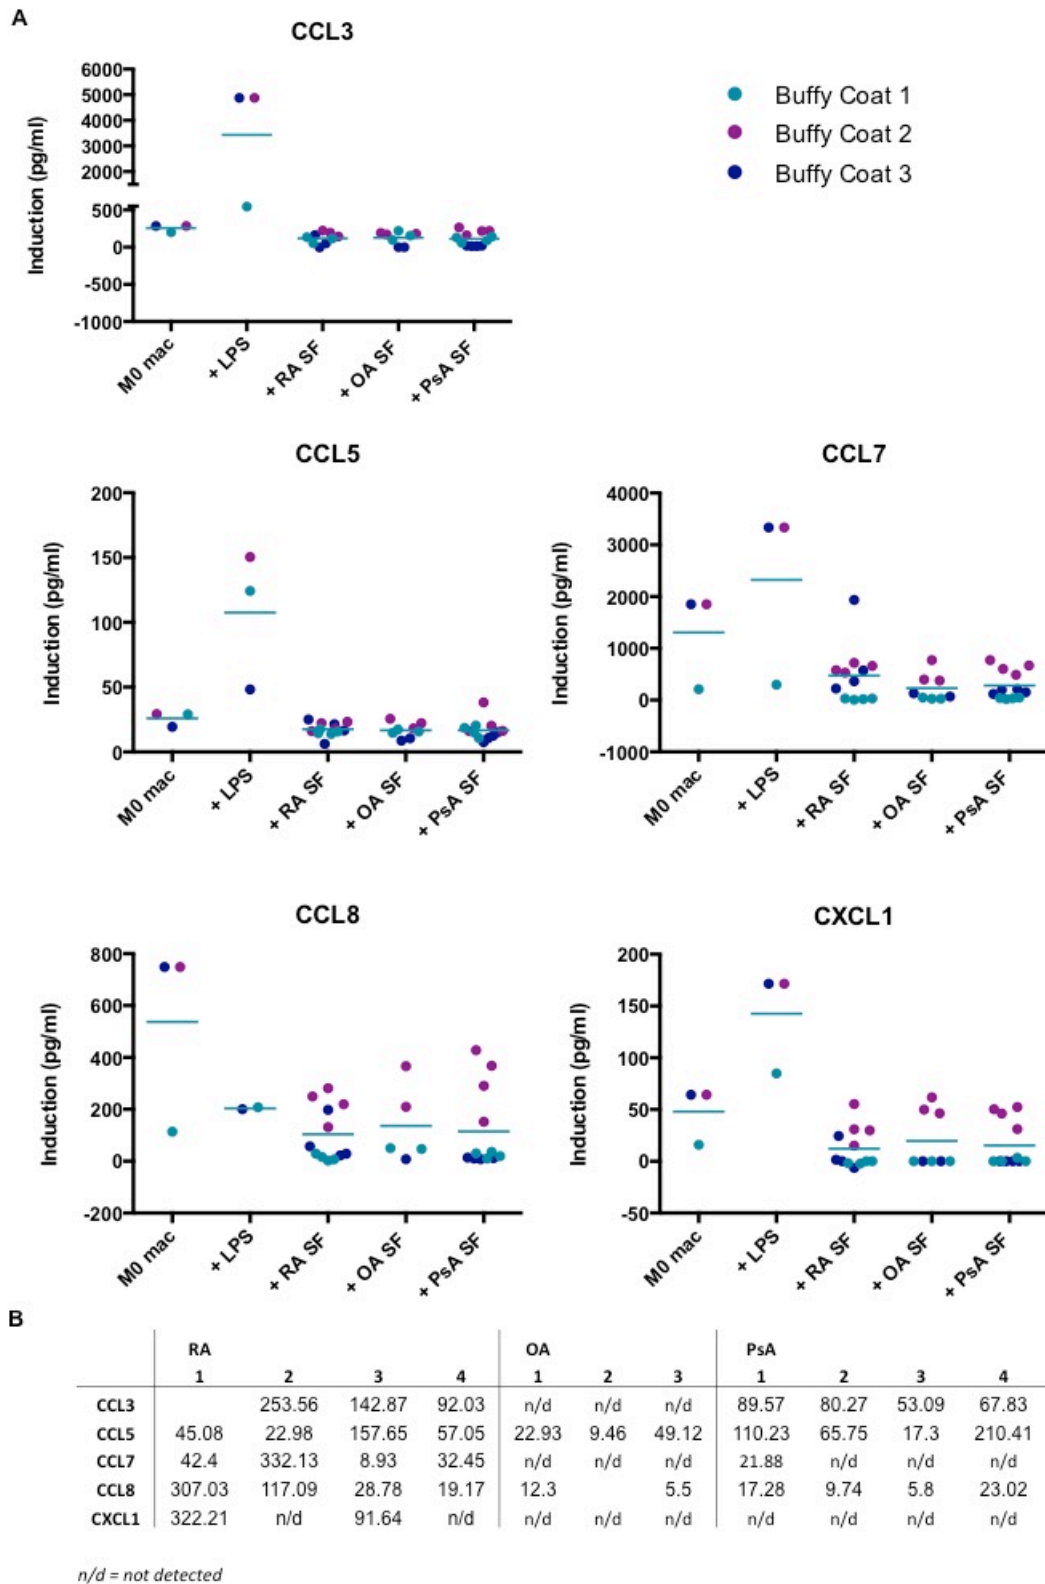 A
CCL3
6000
5000
4000
3000
2000
500
0
-500
-1000
Induction (pg/ml)
M0 mac
+ LPS
+ RA SF
+ OA SF
+ PsA SF
Buffy Coat 1
Buffy Coat 2
Buffy Coat 3
CCL5
200
150
100
50
0
Induction (pg/ml)
M0 mac
+ LPS
+ RA SF
+ OA SF
+ PsA SF
CCL7
4000
3000
2000
1000
0
-1000
Induction (pg/ml)
M0 mac
+ LPS
+ RA SF
+ OA SF
+ PsA SF
CCL8
800
600
400
200
0
-200
Induction (pg/ml)
M0 mac
+ LPS
+ RA SF
+ OA SF
+ PsA SF
CXCL1
200
150
100
50
0
-50
Induction (pg/ml)
M0 mac
+ LPS
+ RA SF
+ OA SF
+ PsA SF
B
RA OA PsA
1 2 3 4 1 2 3 1 2 3 4
CCL3 253.56 142.87 92.03 n/d n/d n/d 89.57 80.27 53.09 67.83
CCL5 45.08 22.98 157.65 57.05 22.93 9.46 49.12 110.23 65.75 17.3 210.41
CCL7 42.4 332.13 8.93 32.45 n/d n/d n/d 21.88 n/d n/d n/d
CCL8 307.03 117.09 28.78 19.17 12.3 5.5 17.28 9.74 5.8 23.02
CXCL1 322.21 n/d 91.64 n/d n/d n/d n/d n/d n/d n/d n/d
n/d = not detected